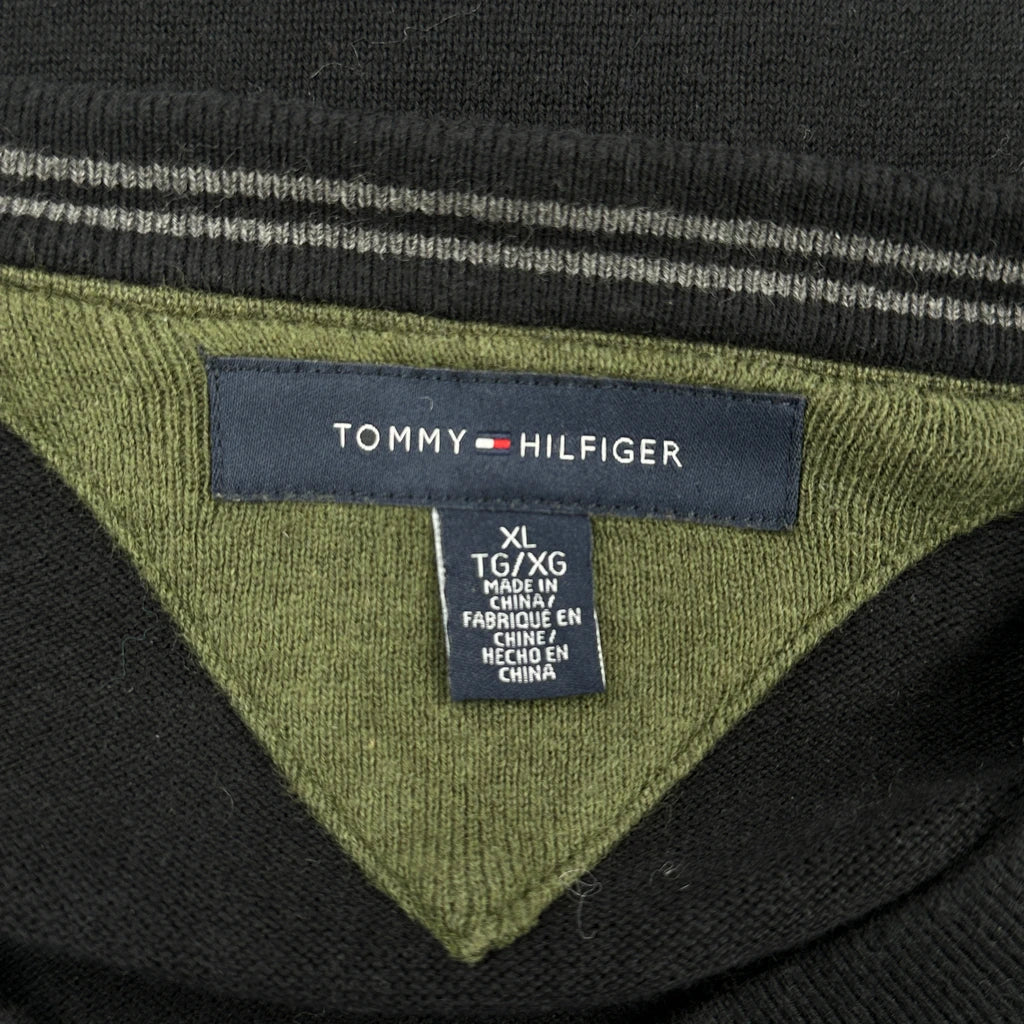 TOMMY HILFIGER
XL
TG/XG
MADE IN
CHINA/
FABRIQUÉ EN
CHINE/
HECHO EN
CHINA